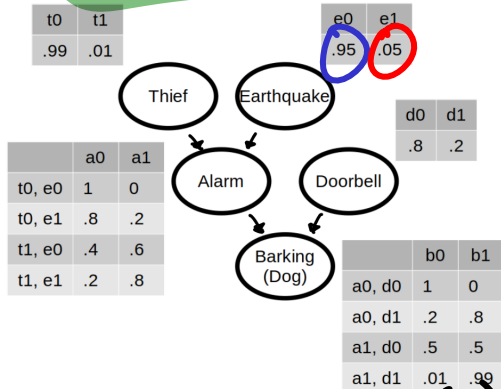 t0 t1
.99 .01
e0 e1
.95 .05
Thief
Earthquake
d0 d1
.8 .2
a0 a1
t0, e0 1 0
t0, e1 .8 .2
t1, e0 .4 .6
t1, e1 .2 .8
Alarm
Doorbell
Barking
(Dog)
b0 b1
a0, d0 1 0
a0, d1 .2 .8
a1, d0 .5 .5
a1, d1 .01 .99